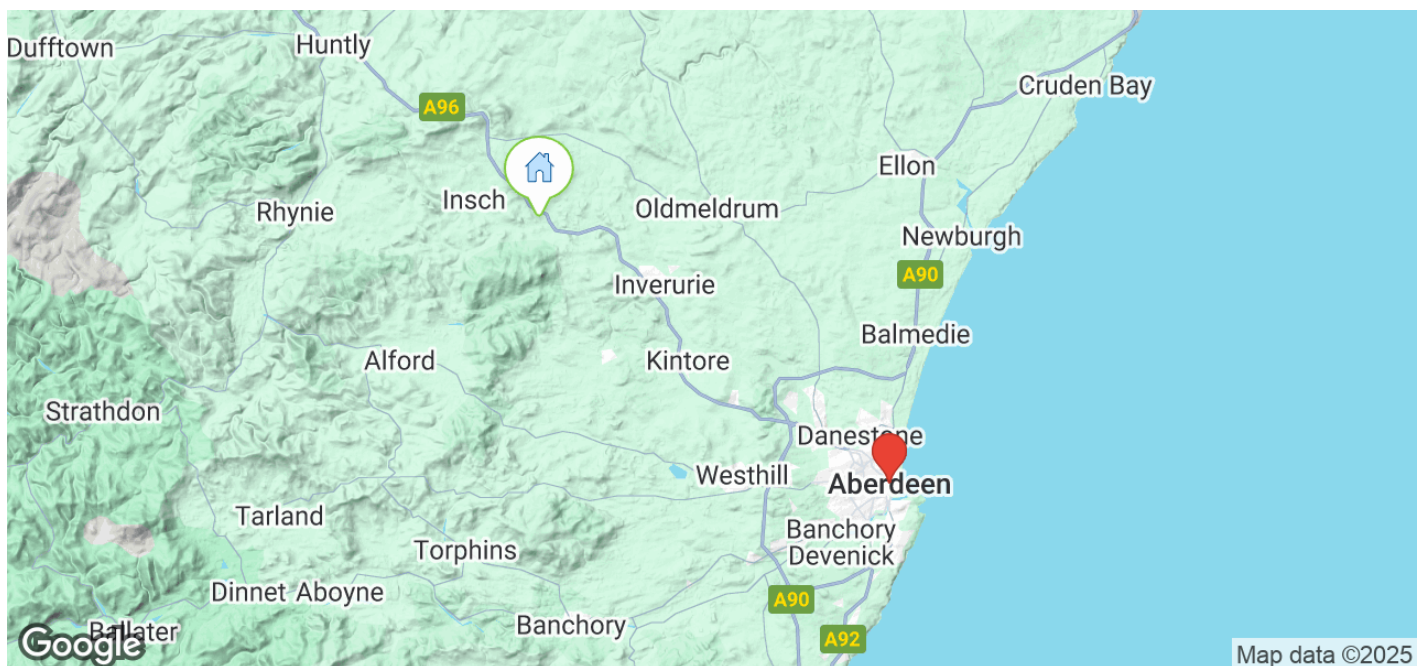 Dufftown
Huntly
Cruden Bay
A96
Ellon
Insch
Rhynie
Oldmeldrum
Newburgh
A90
Inverurie
Balmedie
Alford
Kintore
Strathdon
Danestone
Westhill
Aberdeen
Tarland
Banchory
Devenick
Torphins
Dinnet
Aboyne
A90
Banchory
Ballater
A92
Google
Map data ©2025